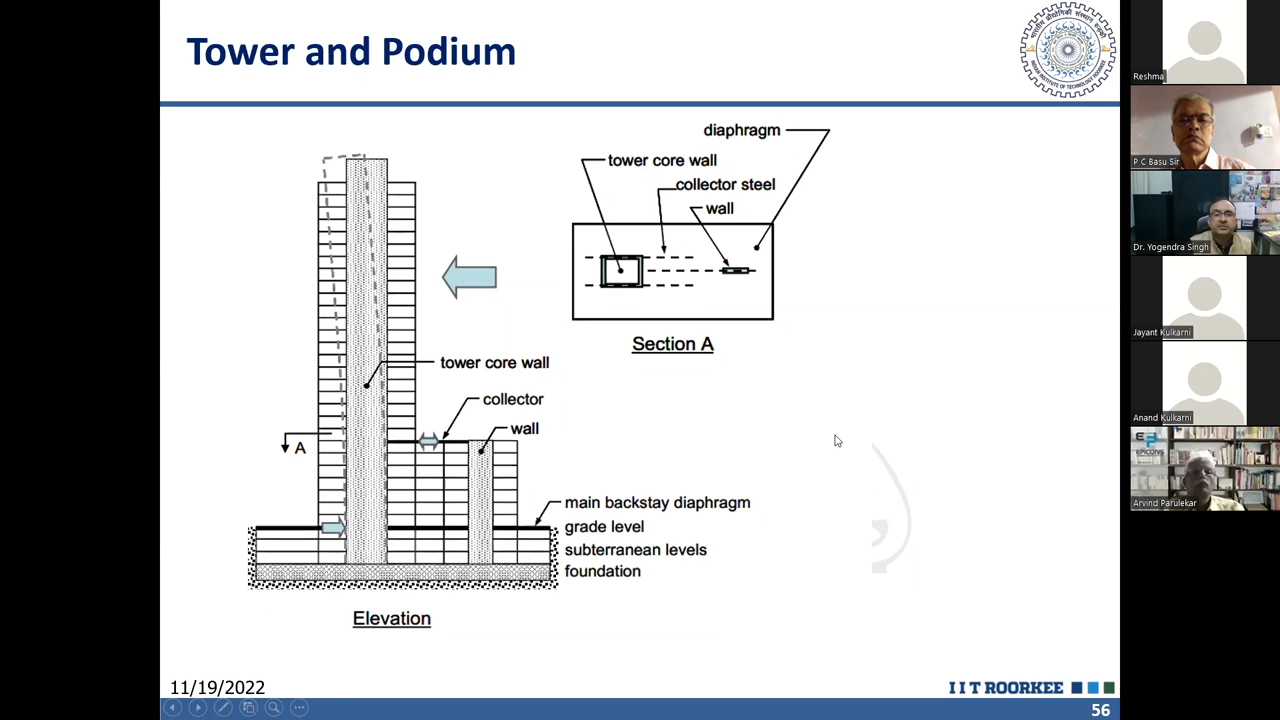 Tower and Podium
diaphragm
tower core wall
collector steel
wall
Section A
tower core wall
collector
wall
A
main backstay diaphragm
grade level
subterranean levels
foundation
Elevation
11/19/2022
I I T ROORKEE
56
Reshma
P C Basu Sir
Dr. Yogendra Singh
Jayant Kulkarni
Anand Kulkarni
EPICONS
Arvind Parulekar